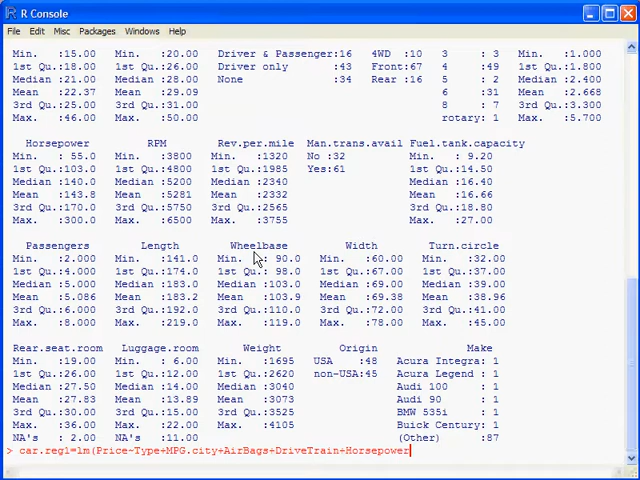 R Console
File Edit Misc Packages Windows Help
Min. :15.00 Min. :20.00 Driver & Passenger:16 4WD :10 3 : 3 Min. :1.000
1st Qu.:18.00 1st Qu.:26.00 Driver only :43 Front:67 4 :49 1st Qu.:1.800
Median :21.00 Median :28.00 None :34 Rear :16 5 : 2 Median :2.400
Mean :22.37 Mean :29.09 6 :31 Mean :2.668
3rd Qu.:25.00 3rd Qu.:31.00 8 : 7 3rd Qu.:3.300
Max. :46.00 Max. :50.00 rotary: 1 Max. :5.700
Horsepower RPM Rev.per.mile Man.trans.avail Fuel.tank.capacity
Min. : 55.0 Min. :3800 Min. :1320 No :32 Min. : 9.20
1st Qu.:103.0 1st Qu.:4800 1st Qu.:1985 Yes:61 1st Qu.:14.50
Median :140.0 Median :5200 Median :2340 Median :16.40
Mean :143.8 Mean :5281 Mean :2332 Mean :16.66
3rd Qu.:170.0 3rd Qu.:5750 3rd Qu.:2565 3rd Qu.:18.80
Max. :300.0 Max. :6500 Max. :3755 Max. :27.00
Passengers Length Wheelbase Width Turn.circle
Min. :2.000 Min. :141.0 Min. : 90.0 Min. :60.00 Min. :32.00
1st Qu.:4.000 1st Qu.:174.0 1st Qu.: 98.0 1st Qu.:67.00 1st Qu.:37.00
Median :5.000 Median :183.0 Median :103.0 Median :69.00 Median :39.00
Mean :5.086 Mean :183.2 Mean :103.9 Mean :69.38 Mean :38.96
3rd Qu.:6.000 3rd Qu.:192.0 3rd Qu.:110.0 3rd Qu.:72.00 3rd Qu.:41.00
Max. :8.000 Max. :219.0 Max. :119.0 Max. :78.00 Max. :45.00
Rear.seat.room Luggage.room Weight Origin Make
Min. :19.00 Min. : 6.00 Min. :1695 USA :48 Acura Integra: 1
1st Qu.:26.00 1st Qu.:12.00 1st Qu.:2620 non-USA:45 Acura Legend : 1
Median :27.50 Median :14.00 Median :3040 Audi 100 : 1
Mean :27.83 Mean :13.89 Mean :3073 Audi 90 : 1
3rd Qu.:30.00 3rd Qu.:15.00 3rd Qu.:3525 BMW 535i : 1
Max. :36.00 Max. :22.00 Max. :4105 Buick Century: 1
NA's : 2.00 NA's :11.00 (Other) :87
> car.reg1=lm(Price~Type+MPG.city+AirBags+DriveTrain+Horsepower